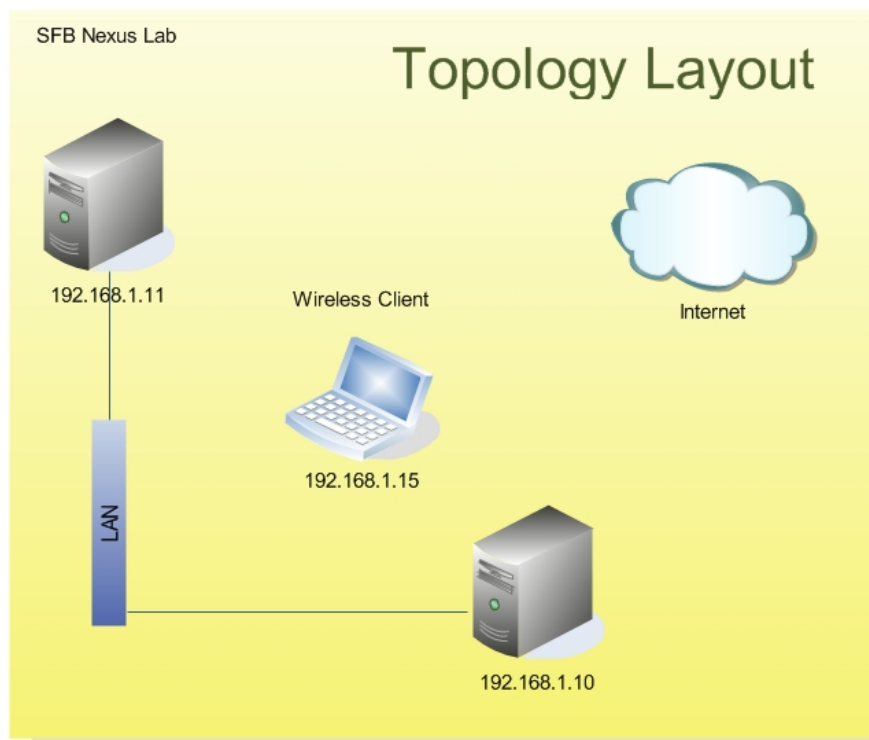 SFB Nexus Lab
Topology Layout
192.168.1.11
Wireless Client
Internet
192.168.1.15
LAN
192.168.1.10